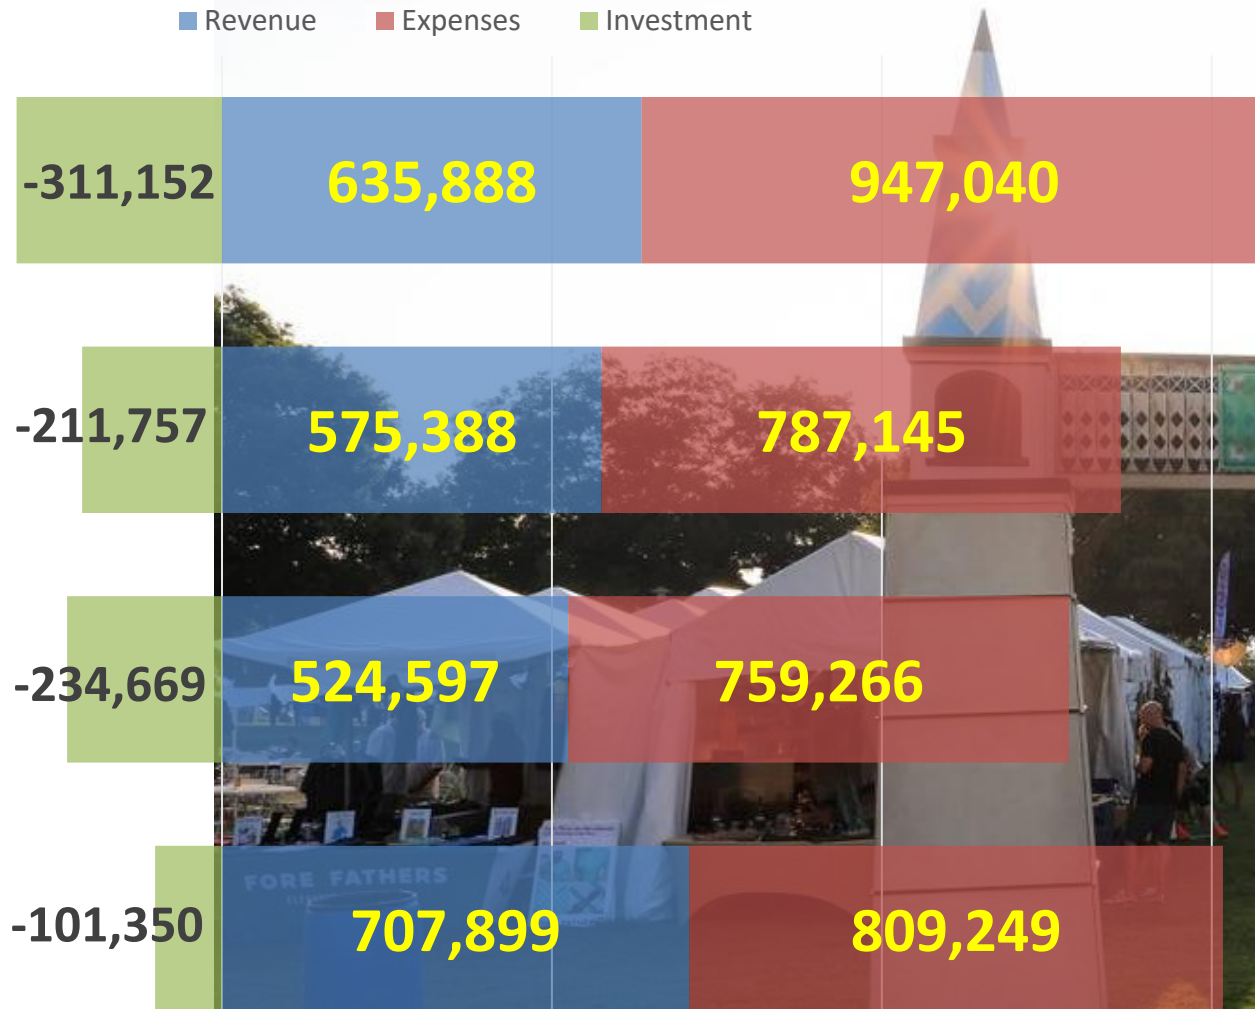 Revenue Expenses Investment
-311,152 635,888 947,040
-211,757 575,388 787,145
-234,669 524,597 759,266
FORE FATHERS
-101,350 707,899 809,249